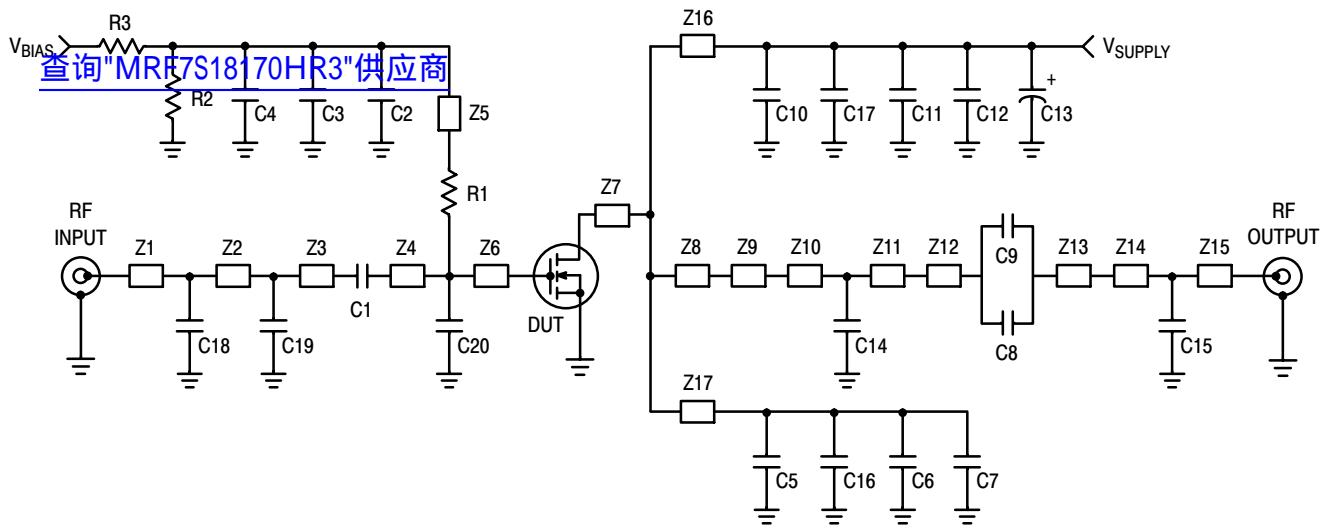 R3
Z16
V_BIAS
V_SUPPLY
查询"MRF7S18170HR3"供应商
R2
C4
C3
C2
Z5
C10
C17
C11
C12
+
C13
R1
Z7
RF
INPUT
RF
OUTPUT
Z1
Z2
Z3
Z4
Z6
Z8
Z9
Z10
Z11
Z12
C9
Z13
Z14
Z15
C1
DUT
C18
C19
C20
C14
C8
C15
Z17
C5
C16
C6
C7